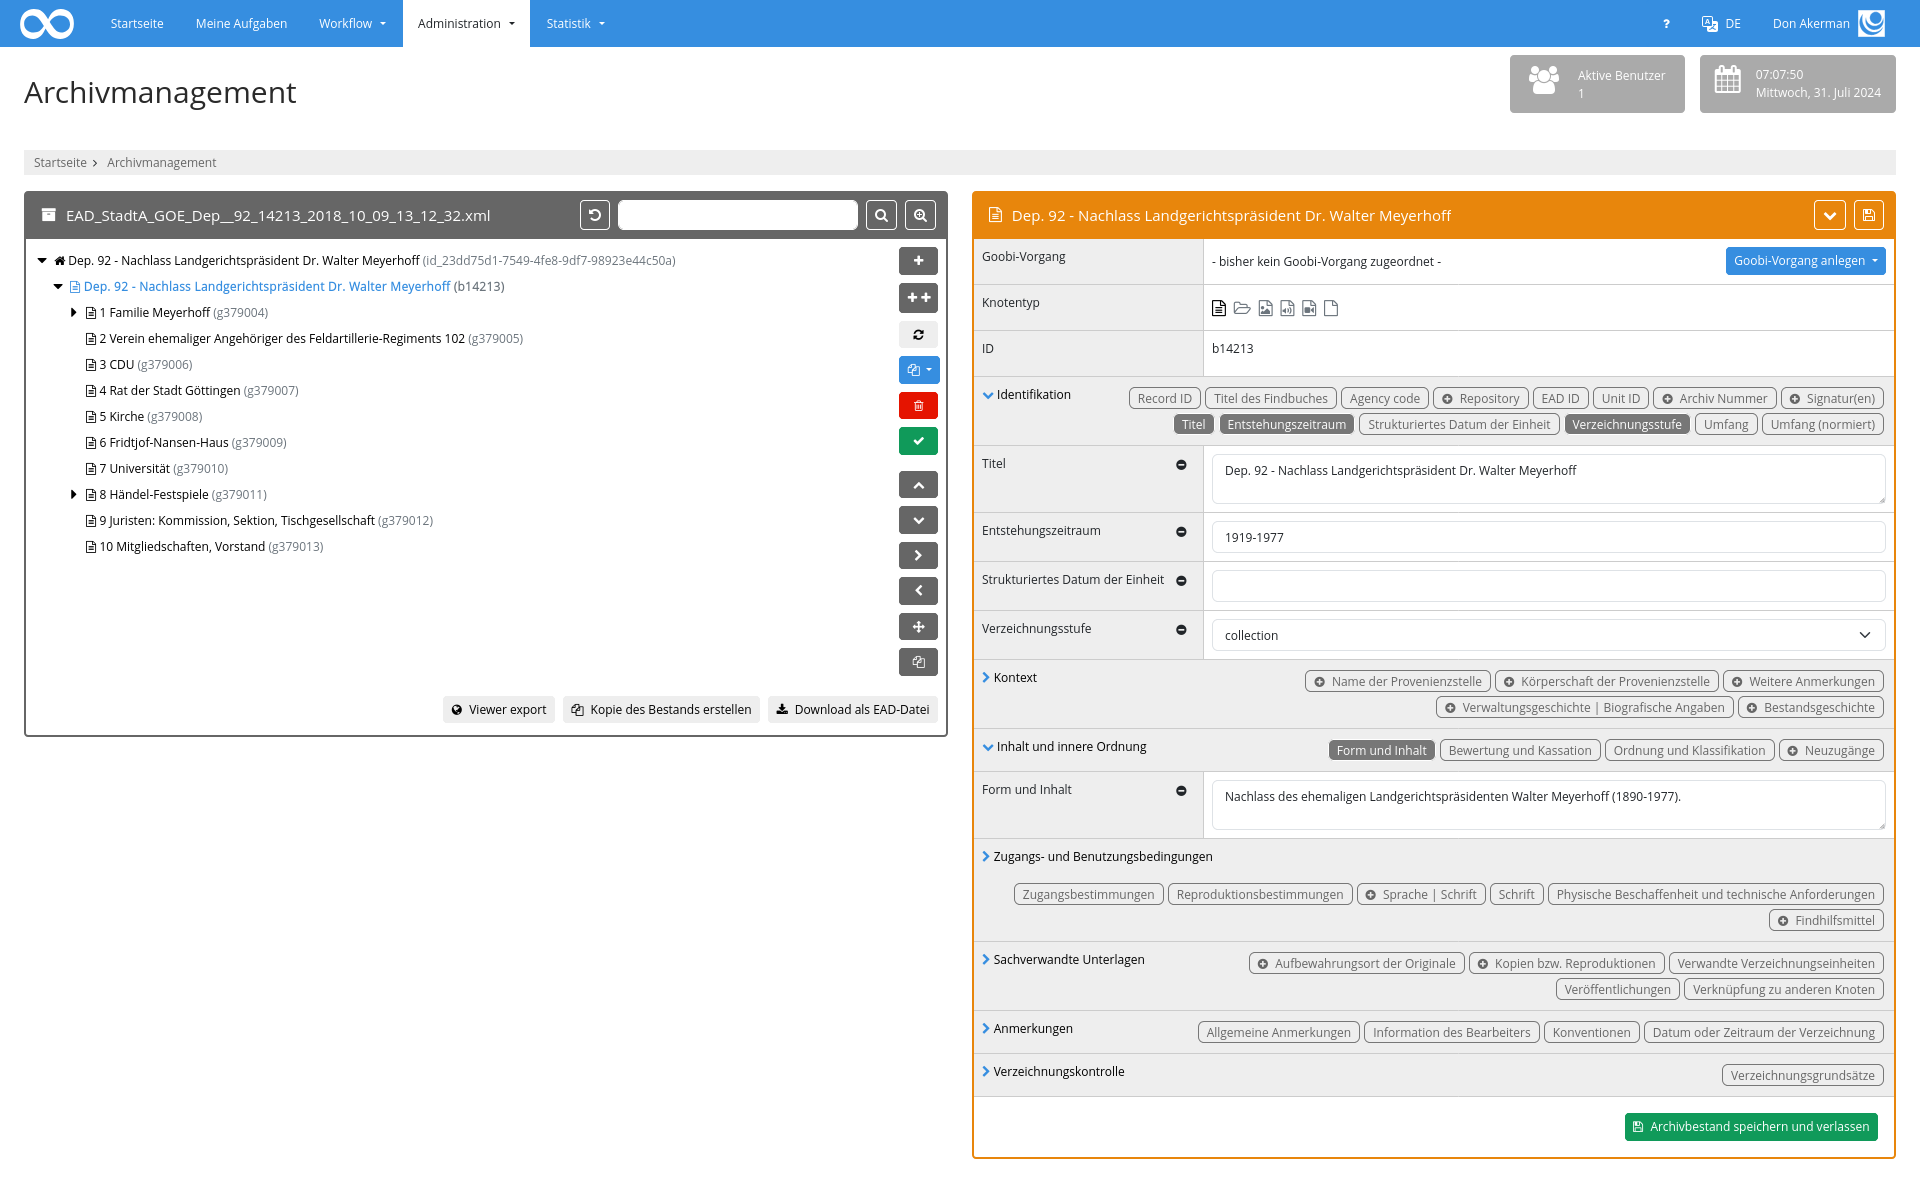 Startseite Meine Aufgaben Workflow Administration Statistik ? DE Don Akerman
Archivmanagement
Aktive Benutzer
1
07:07:50
Mittwoch, 31. Juli 2024
Startseite Archivmanagement
EAD_StadtA_GOE_Dep__92_14213_2018_10_09_13_12_32.xml
Dep. 92 - Nachlass Landgerichtspräsident Dr. Walter Meyerhoff (id_23dd75d1-7549-4fe8-9df7-98923e44c50a)
Dep. 92 - Nachlass Landgerichtspräsident Dr. Walter Meyerhoff (b14213)
1 Familie Meyerhoff (g379004)
2 Verein ehemaliger Angehöriger des Feldartillerie-Regiments 102 (g379005)
3 CDU (g379006)
4 Rat der Stadt Göttingen (g379007)
5 Kirche (g379008)
6 Fridtjof-Nansen-Haus (g379009)
7 Universität (g379010)
8 Händel-Festspiele (g379011)
9 Juristen: Kommission, Sektion, Tischgesellschaft (g379012)
10 Mitgliedschaften, Vorstand (g379013)
Viewer export Kopie des Bestands erstellen Download als EAD-Datei
Dep. 92 - Nachlass Landgerichtspräsident Dr. Walter Meyerhoff
Goobi-Vorgang - bisher kein Goobi-Vorgang zugeordnet - Goobi-Vorgang anlegen
Knotentyp
ID b14213
Identifikation Record ID Titel des Findbuches Agency code Repository EAD ID Unit ID Archiv Nummer Signatur(en)
Titel Entstehungszeitraum Strukturiertes Datum der Einheit Verzeichnungsstufe Umfang Umfang (normiert)
Titel Dep. 92 - Nachlass Landgerichtspräsident Dr. Walter Meyerhoff
Entstehungszeitraum 1919-1977
Strukturiertes Datum der Einheit
Verzeichnungsstufe collection
Kontext Name der Provenienzstelle Körperschaft der Provenienzstelle Weitere Anmerkungen
Verwaltungsgeschichte | Biografische Angaben Bestandsgeschichte
Inhalt und innere Ordnung Form und Inhalt Bewertung und Kassation Ordnung und Klassifikation Neuzugänge
Form und Inhalt Nachlass des ehemaligen Landgerichtspräsidenten Walter Meyerhoff (1890-1977).
Zugangs- und Benutzungsbedingungen
Zugangsbestimmungen Reproduktionsbestimmungen Sprache | Schrift Schrift Physische Beschaffenheit und technische Anforderungen
Findhilfsmittel
Sachverwandte Unterlagen Aufbewahrungsort der Originale Kopien bzw. Reproduktionen Verwandte Verzeichnungseinheiten
Veröffentlichungen Verknüpfung zu anderen Knoten
Anmerkungen Allgemeine Anmerkungen Information des Bearbeiters Konventionen Datum oder Zeitraum der Verzeichnung
Verzeichnungskontrolle Verzeichnungsgrundsätze
Archivbestand speichern und verlassen